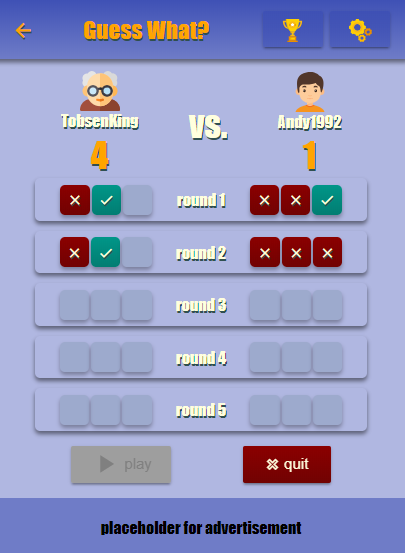 Guess What?
TobsenKing
VS.
Andy1992
4
1
round 1
round 2
round 3
round 4
round 5
play
quit
placeholder for advertisement